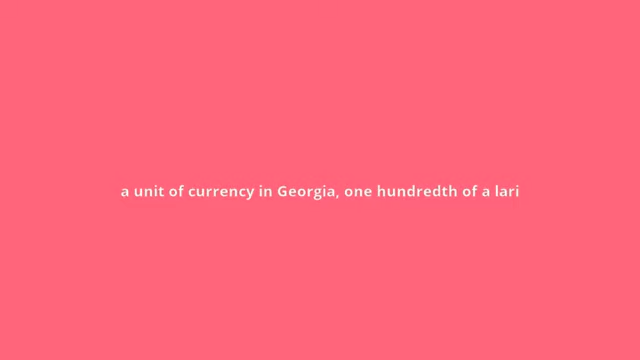 a unit of currency in Georgia, one hundredth of a lari